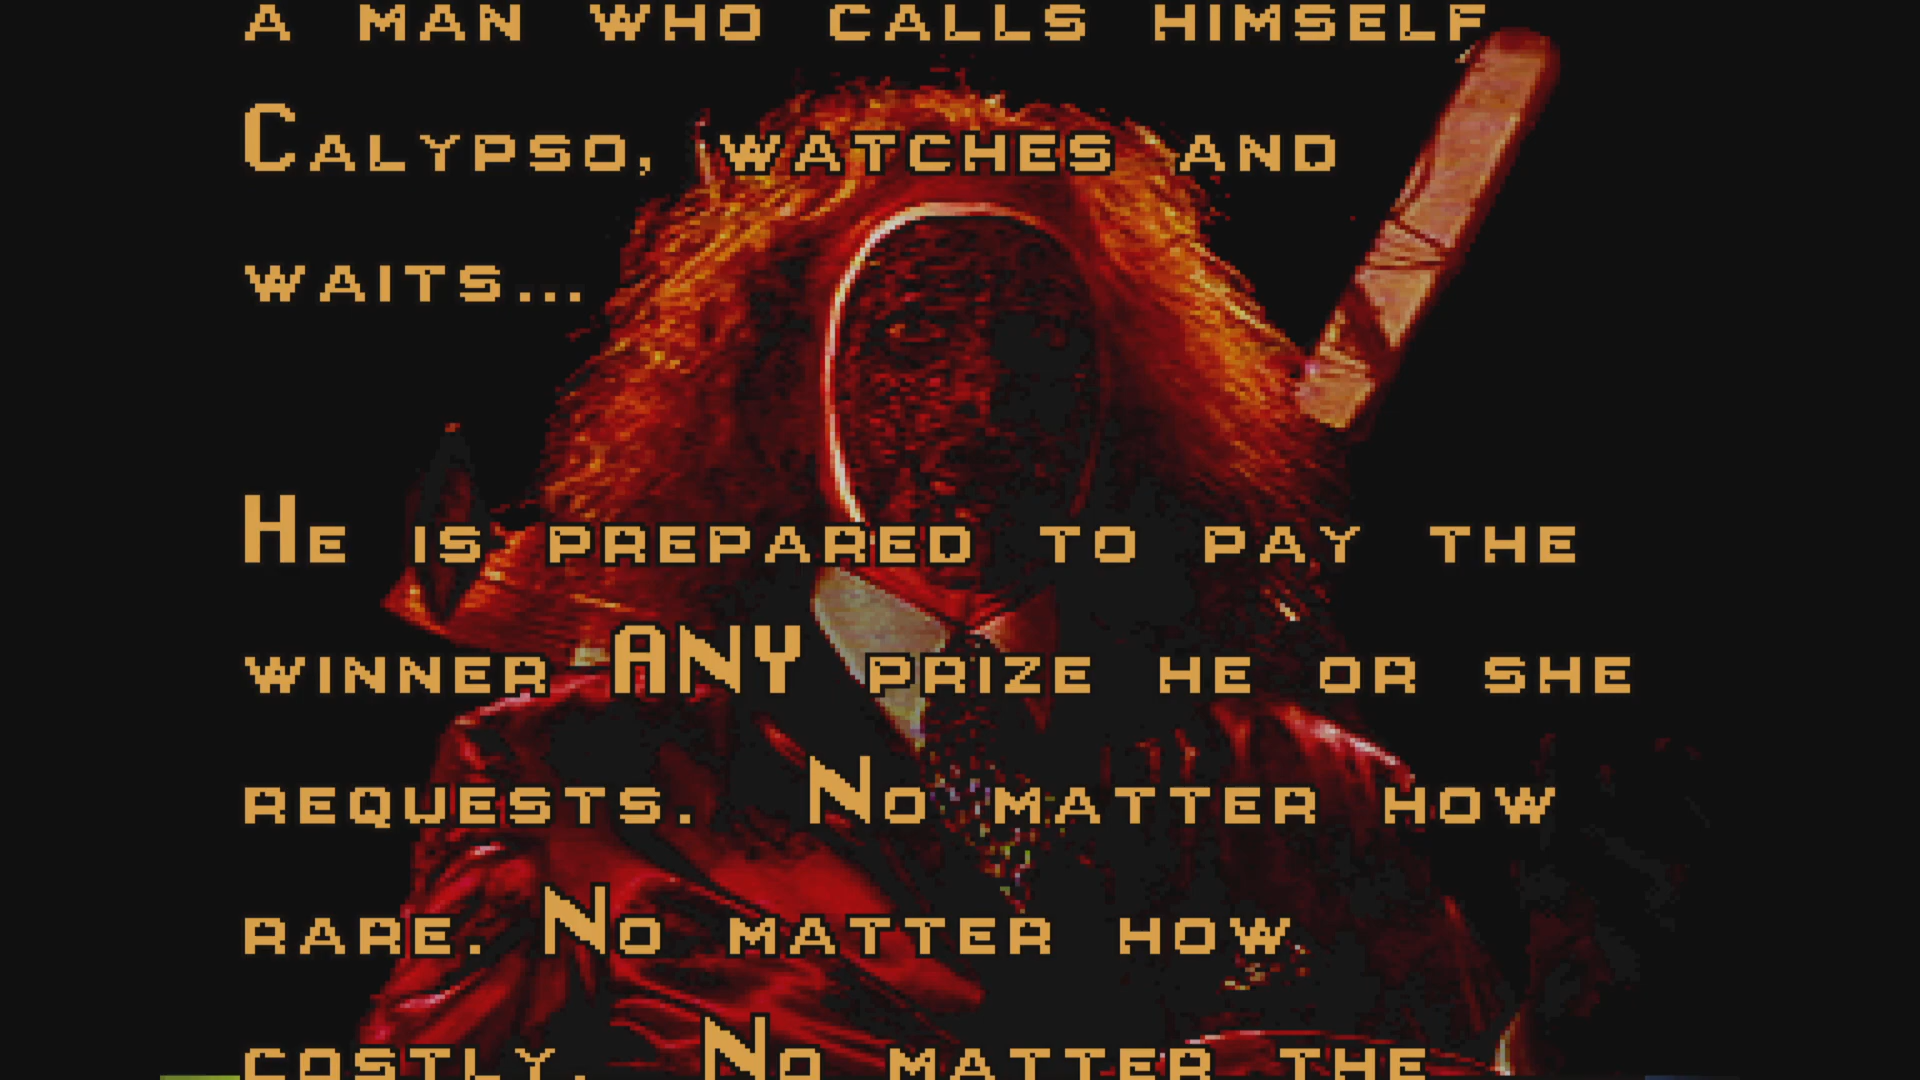 A MAN WHO CALLS HIMSELF
CALYPSO, WATCHES AND
WAITS...
HE IS PREPARED TO PAY THE
WINNER ANY PRIZE HE OR SHE
REQUESTS. NO MATTER HOW
RARE. NO MATTER HOW
COSTLY. NO MATTER THE